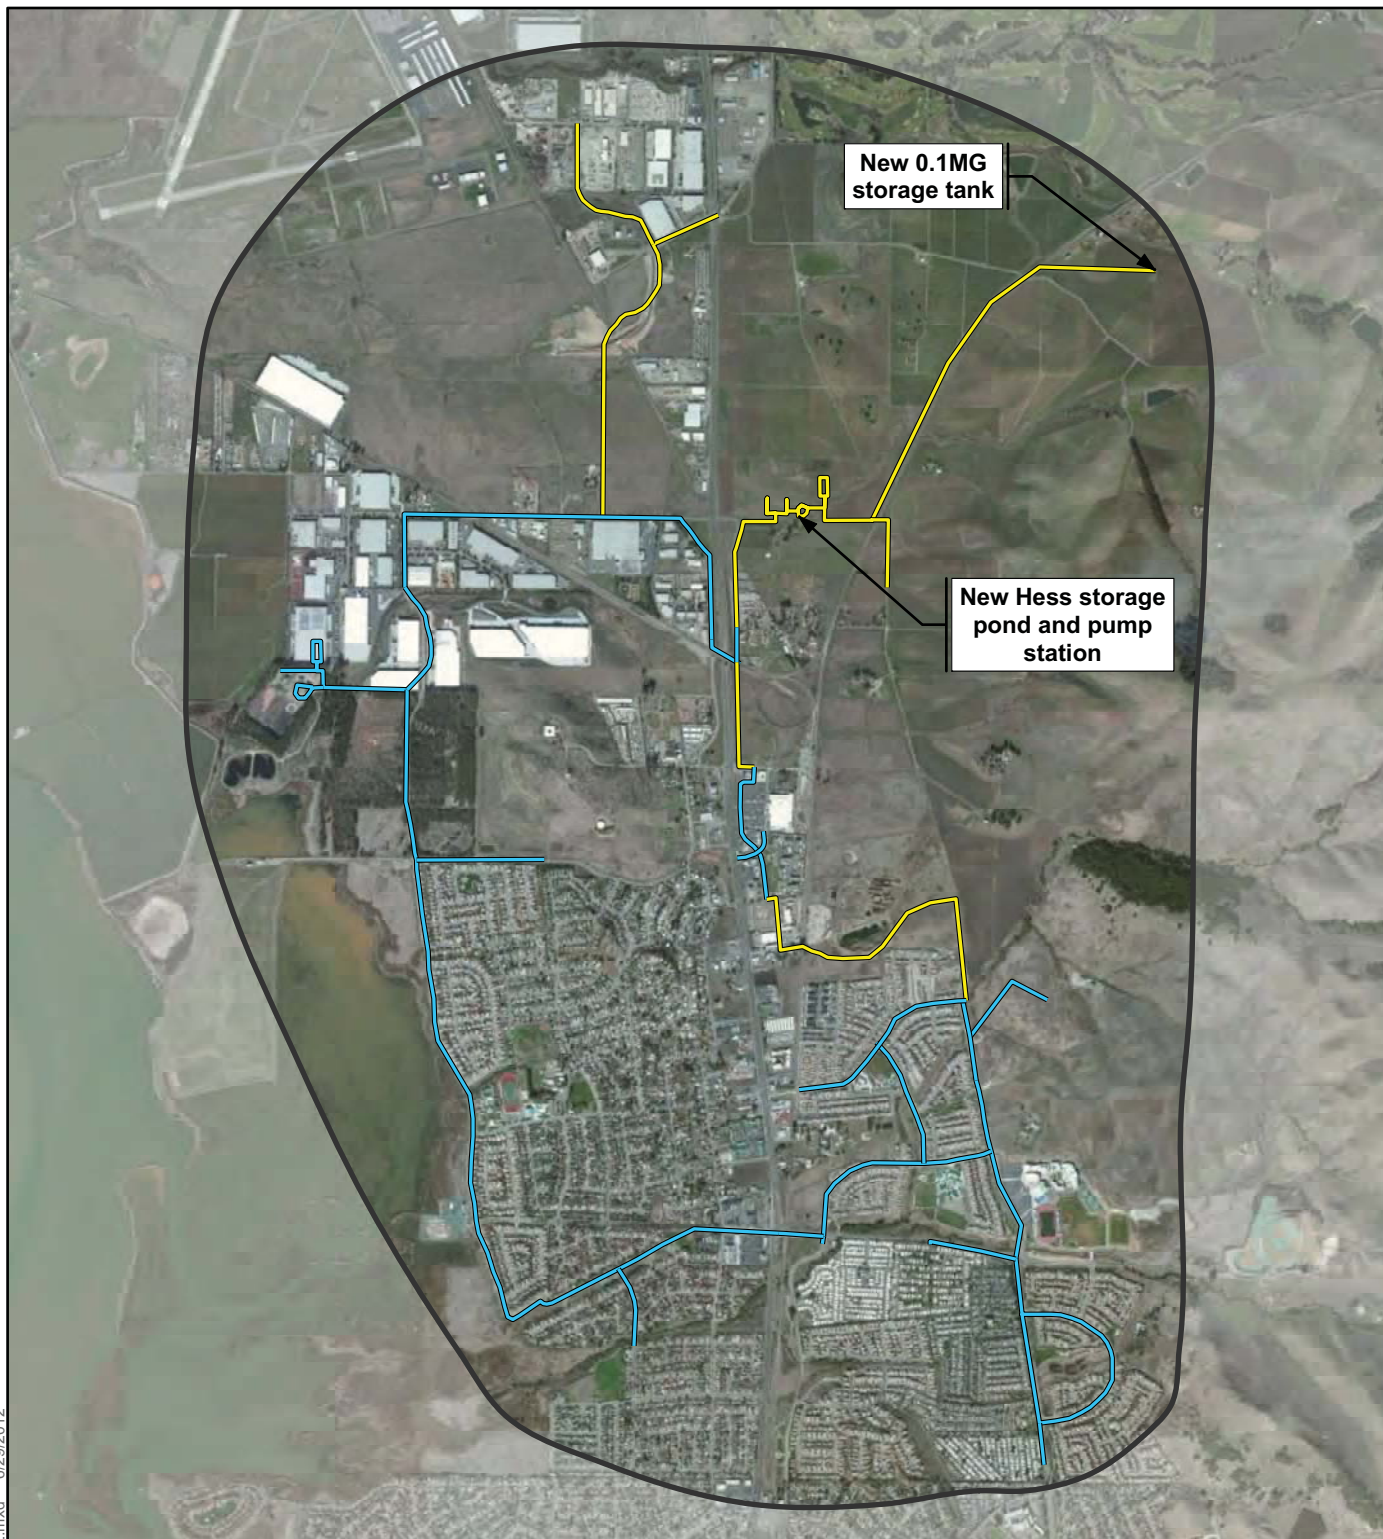 New 0.1MG
storage tank
New Hess storage
pond and pump
station